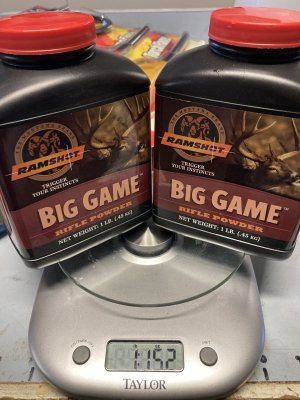 RAMSHOT
TRIGGER
YOUR INSTINCTS
BIG GAME™
RIFLE POWDER
NET WEIGHT: 1 LB. (.45 KG)
RAMSHOT
TRIGGER
YOUR INSTINCTS
BIG GAME™
RIFLE POWDER
NET WEIGHT: 1 LB. (.45 KG)
TAYLOR